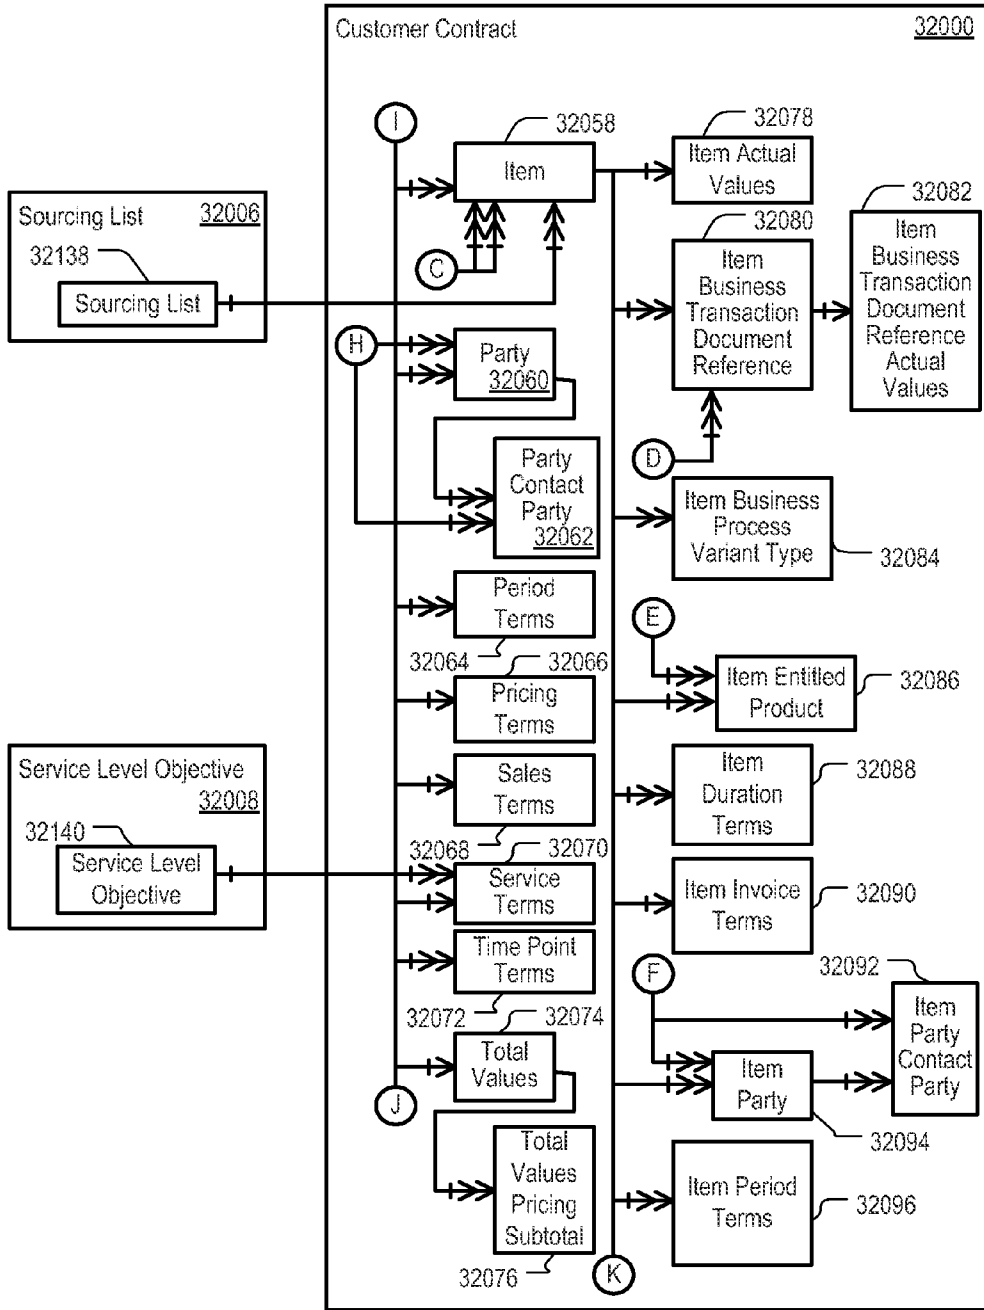 Customer Contract
32000
I
32058
Item
32078
Item Actual
Values
Sourcing List
32006
32138
Sourcing List
C
32080
Item
Business
Transaction
Document
Reference
32082
Item
Business
Transaction
Document
Reference
Actual
Values
H
Party
32060
D
Party
Contact
Party
32062
Item Business
Process
Variant Type
32084
Period
Terms
32064
E
32066
Pricing
Terms
Item Entitled
Product
32086
Service Level Objective
32008
32140
Service Level
Objective
Sales
Terms
32068
Item
Duration
Terms
32088
32070
Service
Terms
Item Invoice
Terms
32090
Time Point
Terms
32072
F
32092
Item
Party
Contact
Party
32074
Total
Values
J
Item
Party
32094
Total
Values
Pricing
Subtotal
32076
Item Period
Terms
32096
K